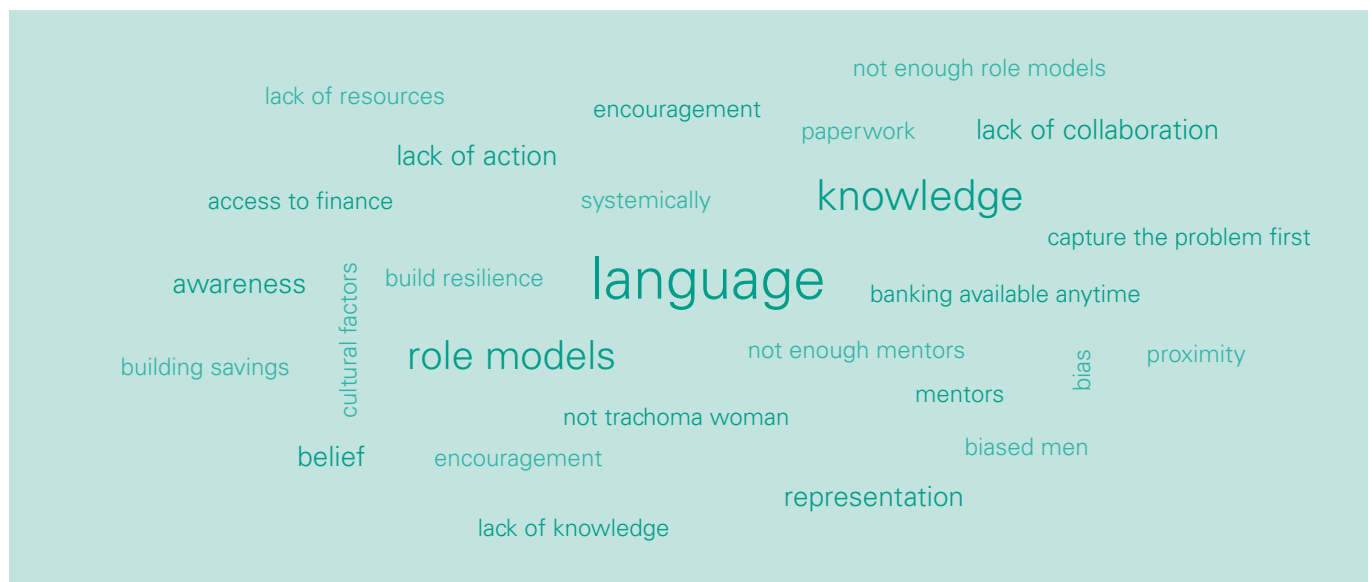 not enough role models
lack of resources
encouragement
paperwork
lack of collaboration
lack of action
access to finance
systemically
knowledge
capture the problem first
awareness
cultural factors
build resilience
language
banking available anytime
building savings
role models
not enough mentors
bias
proximity
mentors
not trachoma woman
belief
encouragement
biased men
representation
lack of knowledge